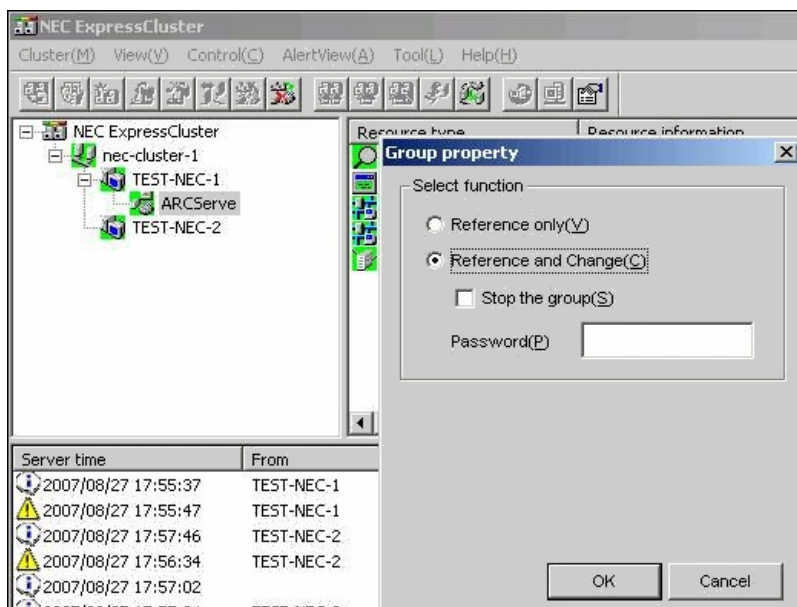 NEC ExpressCluster
Cluster(M) View(V) Control(C) AlertView(A) Tool(L) Help(H)
NEC ExpressCluster
nec-cluster-1
TEST-NEC-1
ARCServe
TEST-NEC-2
Resource type Resource information
Group property
Select function
Reference only(V)
Reference and Change(C)
Stop the group(S)
Password(P)
OK Cancel
Server time From
2007/08/27 17:55:37 TEST-NEC-1
2007/08/27 17:55:47 TEST-NEC-1
2007/08/27 17:57:46 TEST-NEC-2
2007/08/27 17:56:34 TEST-NEC-2
2007/08/27 17:57:02